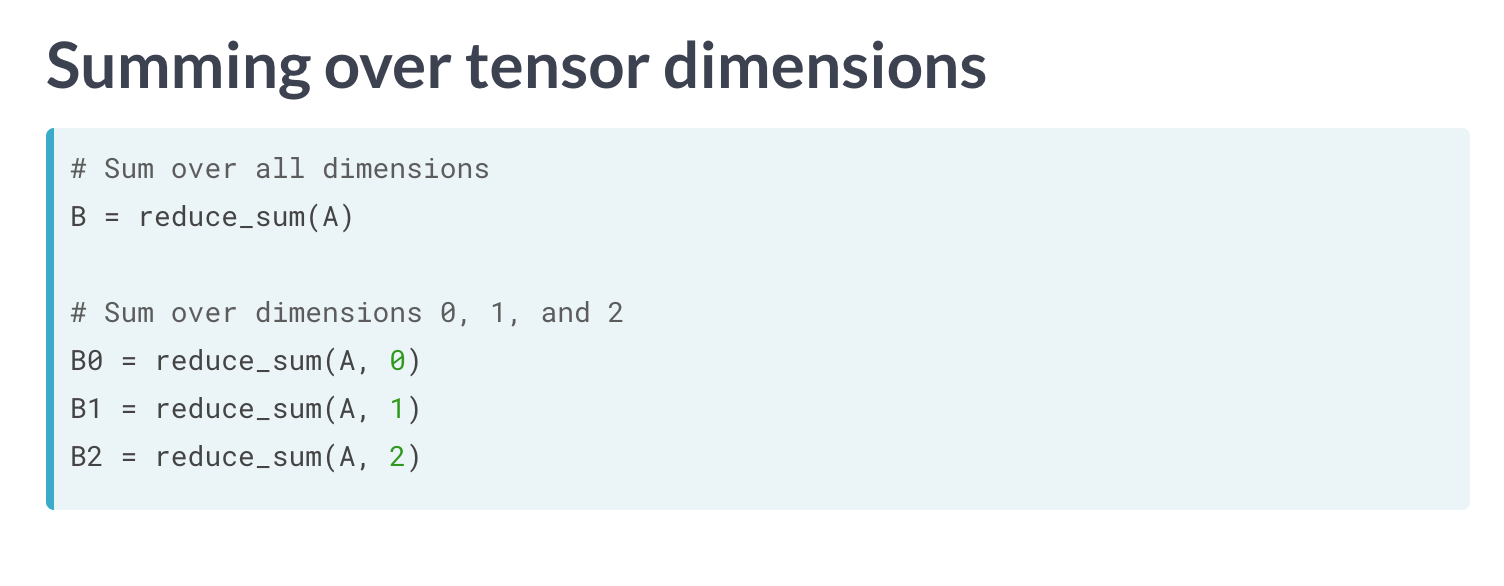 Summing over tensor dimensions
# Sum over all dimensions
B = reduce_sum(A)
# Sum over dimensions 0, 1, and 2
B0 = reduce_sum(A, 0)
B1 = reduce_sum(A, 1)
B2 = reduce_sum(A, 2)